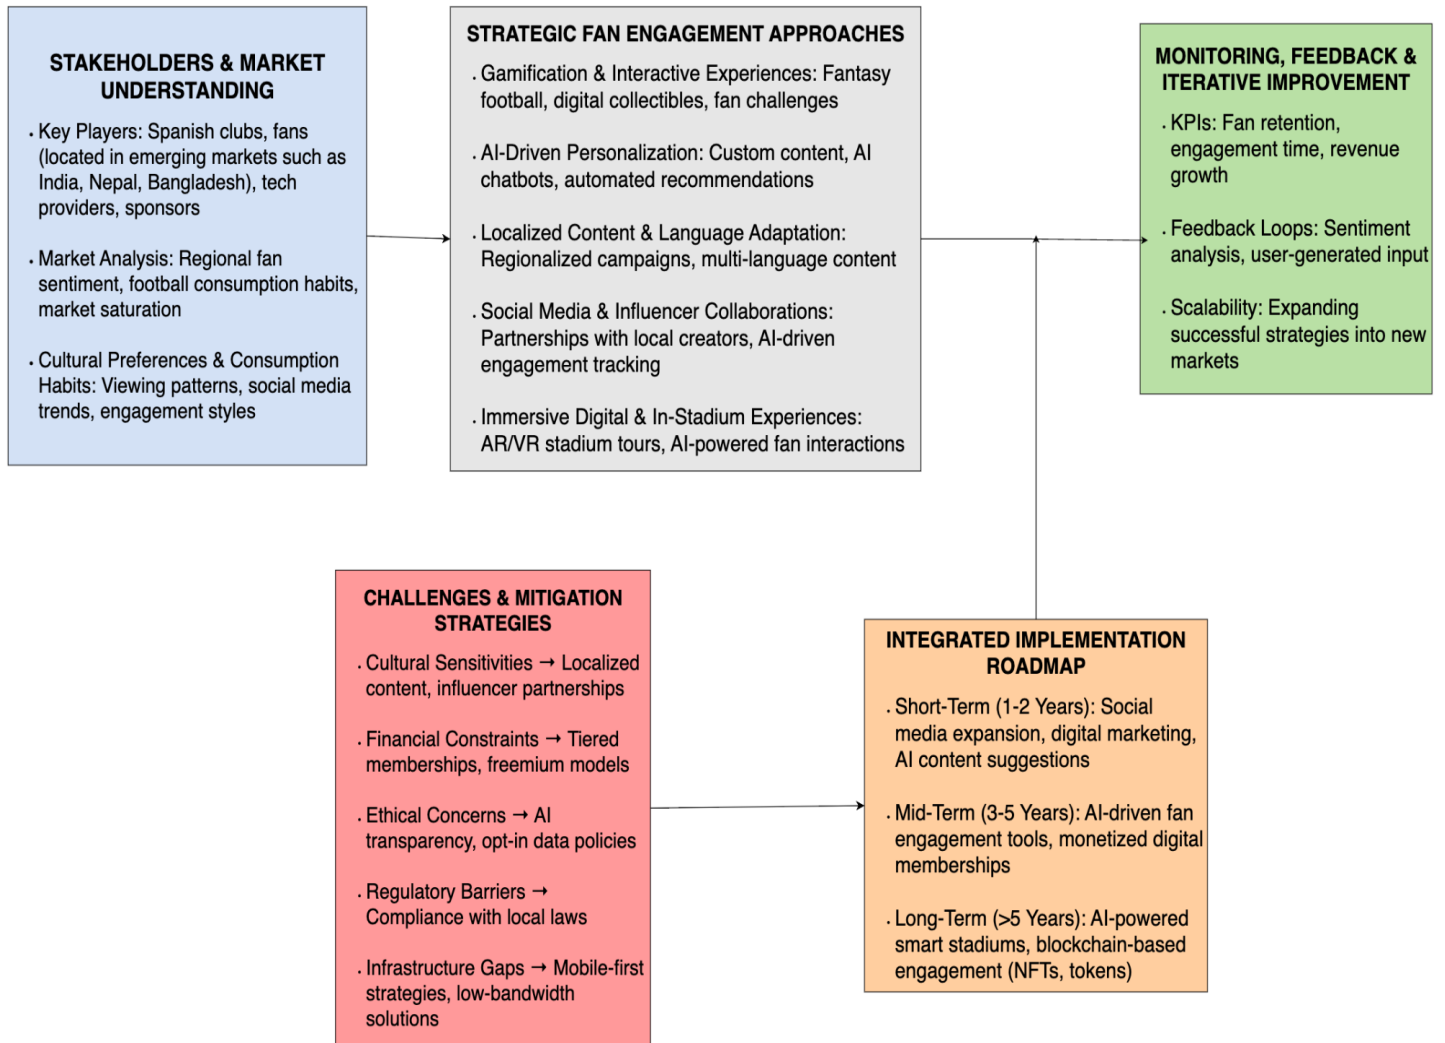 STAKEHOLDERS & MARKET
UNDERSTANDING
· Key Players: Spanish clubs, fans
(located in emerging markets such as
India, Nepal, Bangladesh), tech
providers, sponsors
· Market Analysis: Regional fan
sentiment, football consumption habits,
market saturation
· Cultural Preferences & Consumption
Habits: Viewing patterns, social media
trends, engagement styles
STRATEGIC FAN ENGAGEMENT APPROACHES
· Gamification & Interactive Experiences: Fantasy
football, digital collectibles, fan challenges
· AI-Driven Personalization: Custom content, AI
chatbots, automated recommendations
· Localized Content & Language Adaptation:
Regionalized campaigns, multi-language content
· Social Media & Influencer Collaborations:
Partnerships with local creators, AI-driven
engagement tracking
· Immersive Digital & In-Stadium Experiences:
AR/VR stadium tours, AI-powered fan interactions
MONITORING, FEEDBACK &
ITERATIVE IMPROVEMENT
· KPIs: Fan retention,
engagement time, revenue
growth
· Feedback Loops: Sentiment
analysis, user-generated input
· Scalability: Expanding
successful strategies into new
markets
CHALLENGES & MITIGATION
STRATEGIES
· Cultural Sensitivities → Localized
content, influencer partnerships
· Financial Constraints → Tiered
memberships, freemium models
· Ethical Concerns → AI
transparency, opt-in data policies
· Regulatory Barriers →
Compliance with local laws
· Infrastructure Gaps → Mobile-first
strategies, low-bandwidth
solutions
INTEGRATED IMPLEMENTATION
ROADMAP
· Short-Term (1-2 Years): Social
media expansion, digital marketing,
AI content suggestions
· Mid-Term (3-5 Years): AI-driven fan
engagement tools, monetized digital
memberships
· Long-Term (>5 Years): AI-powered
smart stadiums, blockchain-based
engagement (NFTs, tokens)